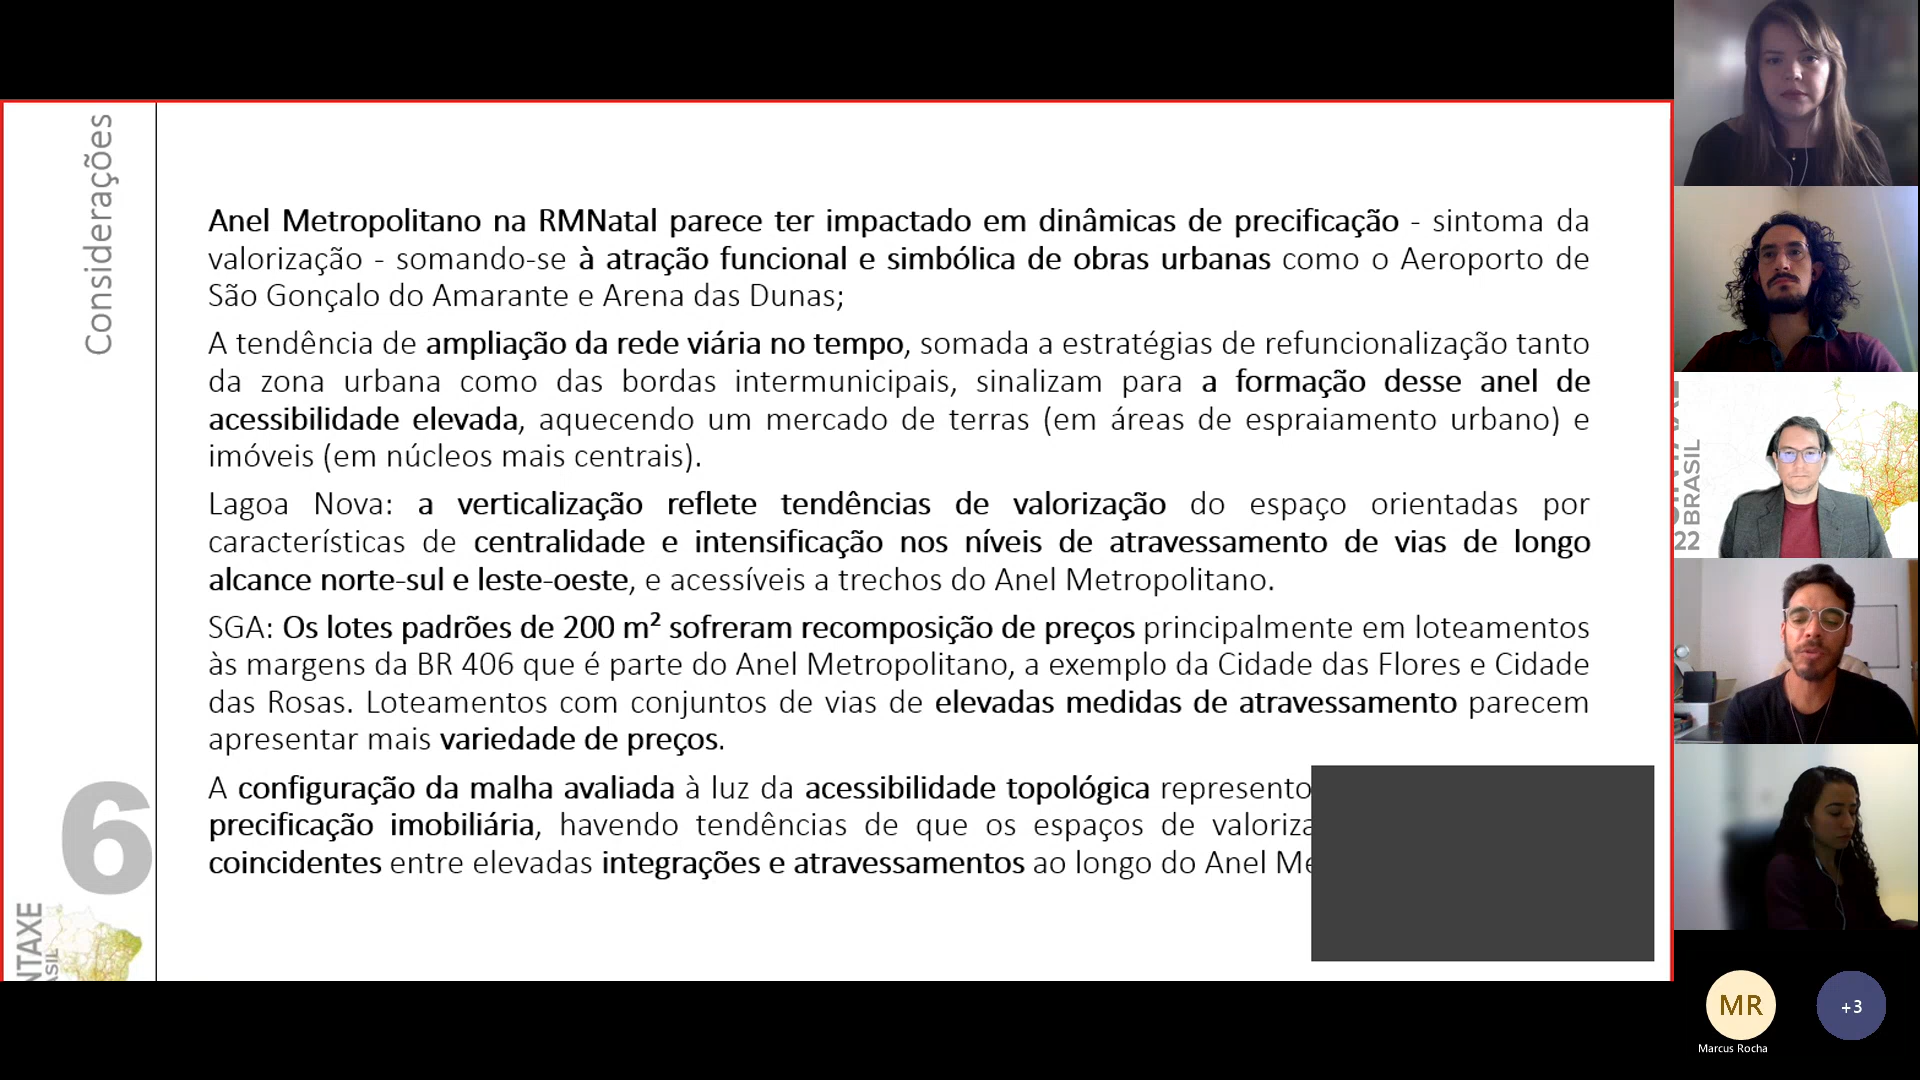 Considerações
Anel Metropolitano na RMNatal parece ter impactado em dinâmicas de precificação - sintoma da
valorização - somando-se à atração funcional e simbólica de obras urbanas como o Aeroporto de
São Gonçalo do Amarante e Arena das Dunas;
A tendência de ampliação da rede viária no tempo, somada a estratégias de refuncionalização tanto
da zona urbana como das bordas intermunicipais, sinalizam para a formação desse anel de
acessibilidade elevada, aquecendo um mercado de terras (em áreas de espraiamento urbano) e
imóveis (em núcleos mais centrais).
Lagoa Nova: a verticalização reflete tendências de valorização do espaço orientadas por
características de centralidade e intensificação nos níveis de atravessamento de vias de longo
alcance norte-sul e leste-oeste, e acessíveis a trechos do Anel Metropolitano.
SGA: Os lotes padrões de 200 m² sofreram recomposição de preços principalmente em loteamentos
às margens da BR 406 que é parte do Anel Metropolitano, a exemplo da Cidade das Flores e Cidade
das Rosas. Loteamentos com conjuntos de vias de elevadas medidas de atravessamento parecem
apresentar mais variedade de preços.
A configuração da malha avaliada à luz da acessibilidade topológica
precificação imobiliária, havendo tendências de que os espaços de
coincidentes entre elevadas integrações e atravessamentos ao longo do Anel
6
NTAXE
BRASIL
22
MR
Marcus Rocha
+3